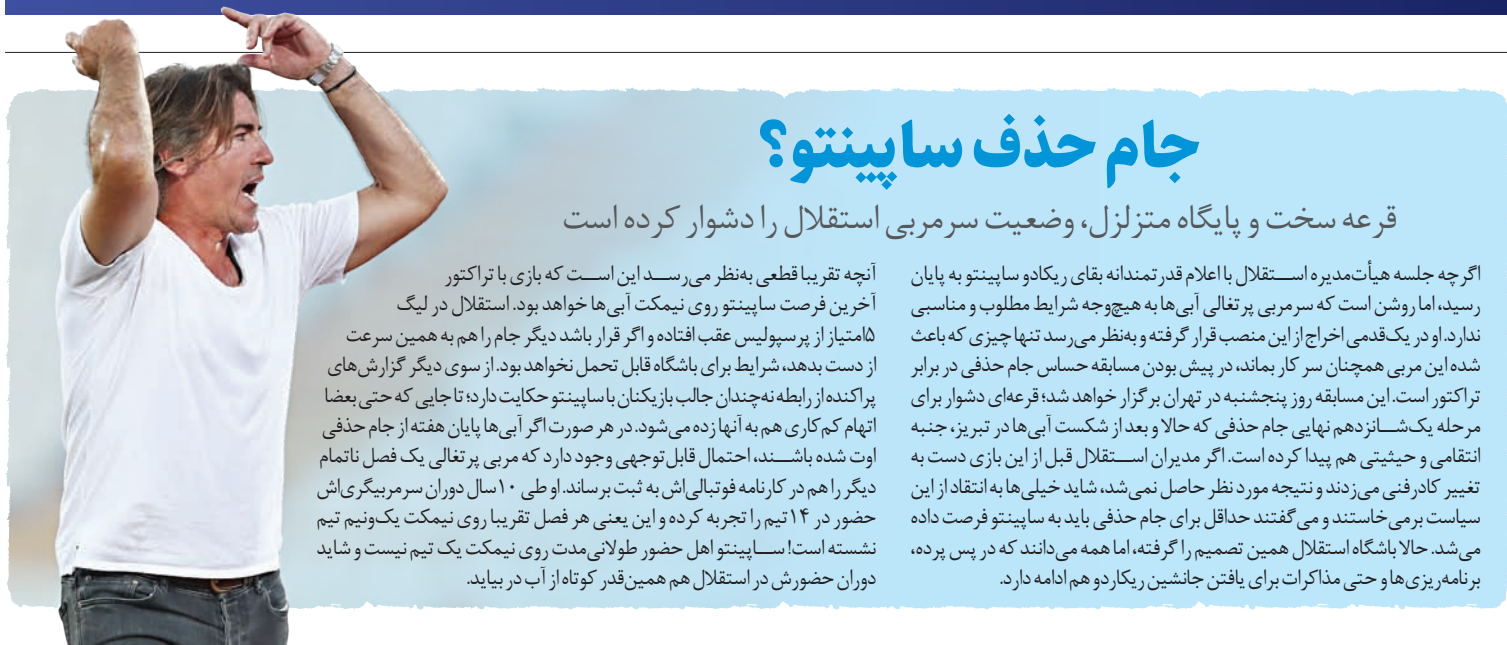 جام حذف ساپینتو؟
قرعه سخت و پایگاه متزلزل، وضعیت سرمربی استقلال را دشوار کرده است
اگرچه جلسه هیأت‌مدیره استقلال با اعلام قدرتمندانه بقای ریکادو ساپینتو به پایان
رسید، اما روشن است که سرمربی پرتغالی آبی‌ها به هیچ‌وجه شرایط مطلوب و مناسبی
ندارد. او در یک‌قدمی اخراج از این منصب قرار گرفته و به‌نظر می‌رسد تنها چیزی که باعث
شده این مربی همچنان سر کار بماند، در پیش بودن مسابقه حساس جام حذفی در برابر
تراکتور است. این مسابقه روز پنجشنبه در تهران برگزار خواهد شد؛ قرعه‌ای دشوار برای
مرحله یک‌شانزدهم نهایی جام حذفی که حالا و بعد از شکست آبی‌ها در تبریز، جنبه
انتقامی و حیثیتی هم پیدا کرده است. اگر مدیران استقلال قبل از این بازی دست به
تغییر کادرفنی می‌زدند و نتیجه مورد نظر حاصل نمی‌شد، شاید خیلی‌ها به انتقاد از این
سیاست برمی‌خاستند و می‌گفتند حداقل برای جام حذفی باید به ساپینتو فرصت داده
می‌شد. حالا باشگاه استقلال همین تصمیم را گرفته، اما همه می‌دانند که در پس پرده،
برنامه‌ریزی‌ها و حتی مذاکرات برای یافتن جانشین ریکاردو هم ادامه دارد.
آنچه تقریبا قطعی به‌نظر می‌رسد این است که بازی با تراکتور
آخرین فرصت ساپینتو روی نیمکت آبی‌ها خواهد بود. استقلال در لیگ
۵امتیاز از پرسپولیس عقب افتاده و اگر قرار باشد دیگر جام را هم به همین سرعت
از دست بدهد، شرایط برای باشگاه قابل تحمل نخواهد بود. از سوی دیگر گزارش‌های
پراکنده از رابطه نه‌چندان جالب بازیکنان با ساپینتو حکایت دارد؛ تا جایی که حتی بعضا
اتهام کم‌کاری هم به آنها زده می‌شود. در هر صورت اگر آبی‌ها پایان هفته از جام حذفی
اوت شده باشند، احتمال قابل‌توجهی وجود دارد که مربی پرتغالی یک فصل ناتمام
دیگر را هم در کارنامه فوتبالی‌اش به ثبت برساند. او طی ۱۰سال دوران سرمربیگری‌اش
حضور در ۱۴تیم را تجربه کرده و این یعنی هر فصل تقریبا روی نیمکت یک‌ونیم تیم
نشسته است! ساپینتو اهل حضور طولانی‌مدت روی نیمکت یک تیم نیست و شاید
دوران حضورش در استقلال هم همین‌قدر کوتاه از آب در بیاید.